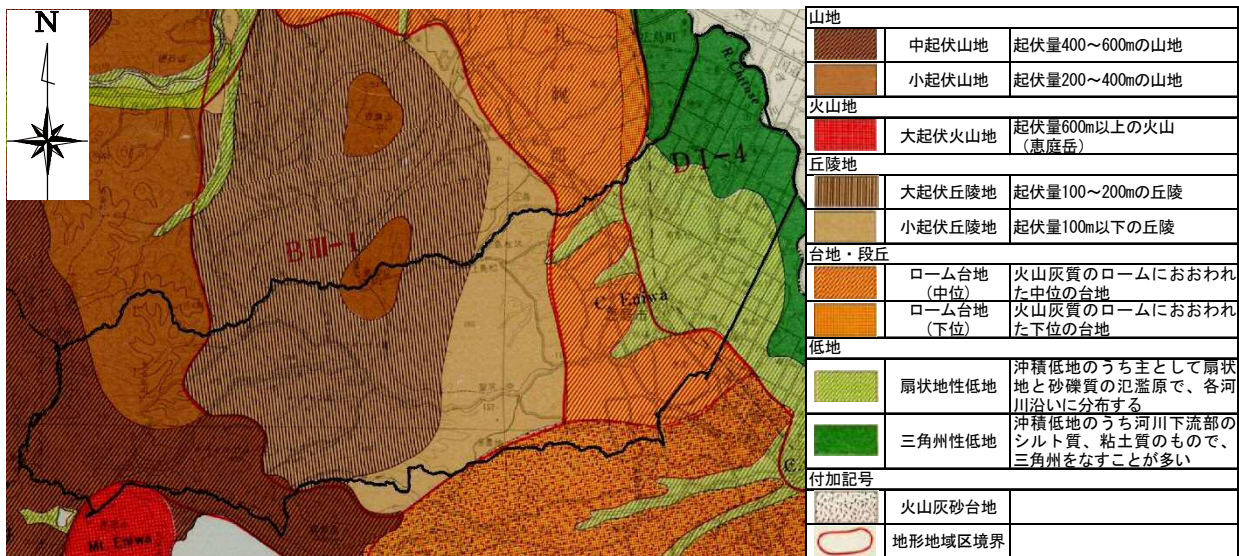 N
R. Chitose
DI-4
BⅢ-I
C. Eniwa
Mt. Eniwa
C.
山地
中起伏山地 起伏量400～600mの山地
小起伏山地 起伏量200～400mの山地
火山地
大起伏火山地 起伏量600m以上の火山
（恵庭岳）
丘陵地
大起伏丘陵地 起伏量100～200mの丘陵
小起伏丘陵地 起伏量100m以下の丘陵
台地・段丘
ローム台地
（中位）
火山灰質のロームにおおわれ
た中位の台地
ローム台地
（下位）
火山灰質のロームにおおわれ
た下位の台地
低地
扇状地性低地
沖積低地のうち主として扇状
地と砂礫質の氾濫原で、各河
川沿いに分布する
三角州性低地
沖積低地のうち河川下流部の
シルト質、粘土質のもので、
三角州をなすことが多い
付加記号
火山灰砂台地
地形地域区境界